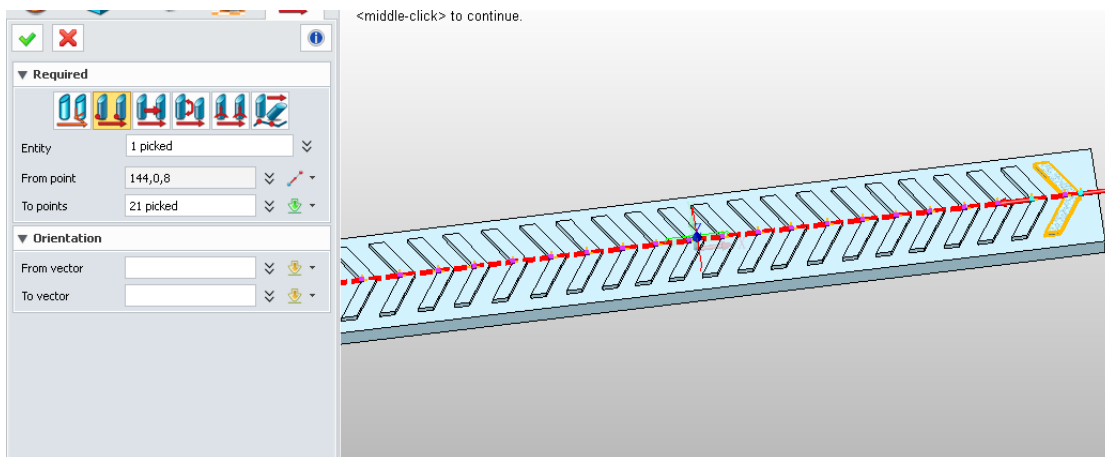 <middle-click> to continue.
Required
Entity
1 picked
From point
144,0,8
To points
21 picked
Orientation
From vector
To vector